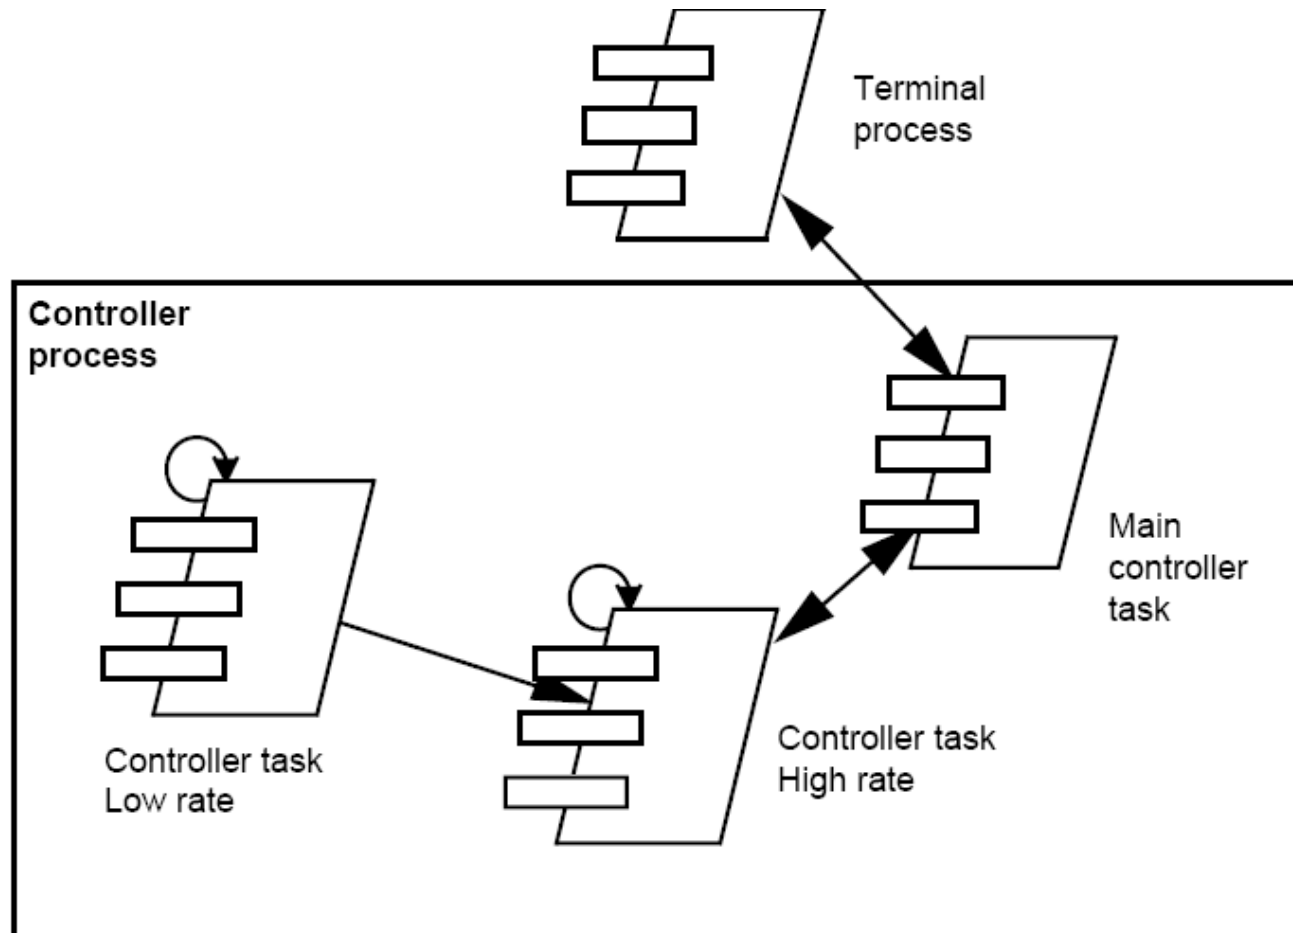 Terminal
process
Controller
process
Main
controller
task
Controller task
Low rate
Controller task
High rate